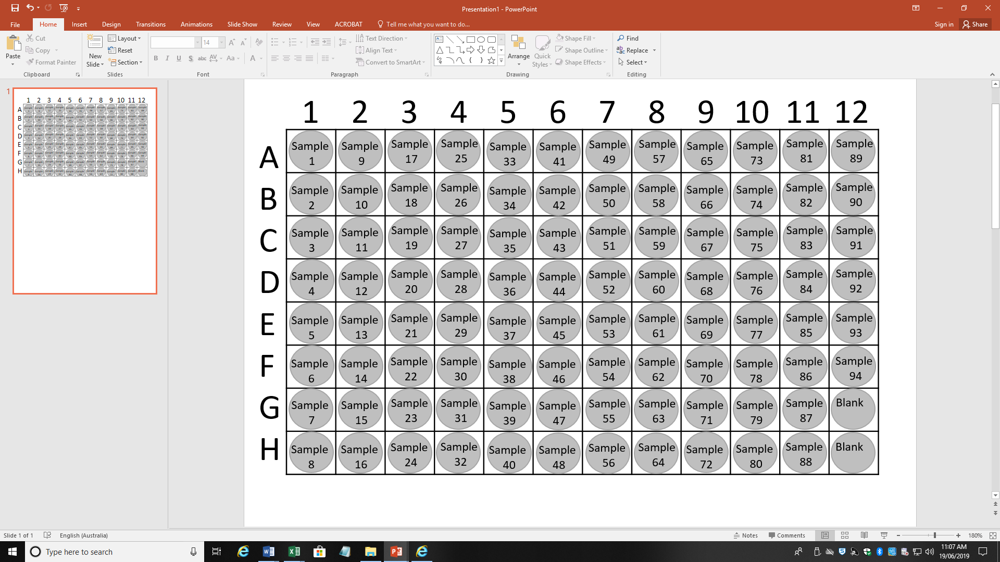 Presentation1 - PowerPoint
File Home Insert Design Transitions Animations Slide Show Review View ACROBAT Tell me what you want to do... Sign in Share
Paste Cut Copy Format Painter Clipboard
New Slide Layout Reset Section Slides
14 B I U S abc AV Aa A Font
Text Direction Align Text Convert to SmartArt Paragraph
Arrange Quick Styles Shape Fill Shape Outline Shape Effects Drawing
Find Replace Select Editing
1
1 2 3 4 5 6 7 8 9 10 11 12
A
B
C
D
E
F
G
H
1 2 3 4 5 6 7 8 9 10 11 12
A Sample 1 Sample 9 Sample 17 Sample 25 Sample 33 Sample 41 Sample 49 Sample 57 Sample 65 Sample 73 Sample 81 Sample 89
B Sample 2 Sample 10 Sample 18 Sample 26 Sample 34 Sample 42 Sample 50 Sample 58 Sample 66 Sample 74 Sample 82 Sample 90
C Sample 3 Sample 11 Sample 19 Sample 27 Sample 35 Sample 43 Sample 51 Sample 59 Sample 67 Sample 75 Sample 83 Sample 91
D Sample 4 Sample 12 Sample 20 Sample 28 Sample 36 Sample 44 Sample 52 Sample 60 Sample 68 Sample 76 Sample 84 Sample 92
E Sample 5 Sample 13 Sample 21 Sample 29 Sample 37 Sample 45 Sample 53 Sample 61 Sample 69 Sample 77 Sample 85 Sample 93
F Sample 6 Sample 14 Sample 22 Sample 30 Sample 38 Sample 46 Sample 54 Sample 62 Sample 70 Sample 78 Sample 86 Sample 94
G Sample 7 Sample 15 Sample 23 Sample 31 Sample 39 Sample 47 Sample 55 Sample 63 Sample 71 Sample 79 Sample 87 Blank
H Sample 8 Sample 16 Sample 24 Sample 32 Sample 40 Sample 48 Sample 56 Sample 64 Sample 72 Sample 80 Sample 88 Blank
Slide 1 of 1 English (Australia) Notes Comments 180%
Type here to search
11:07 AM
19/06/2019